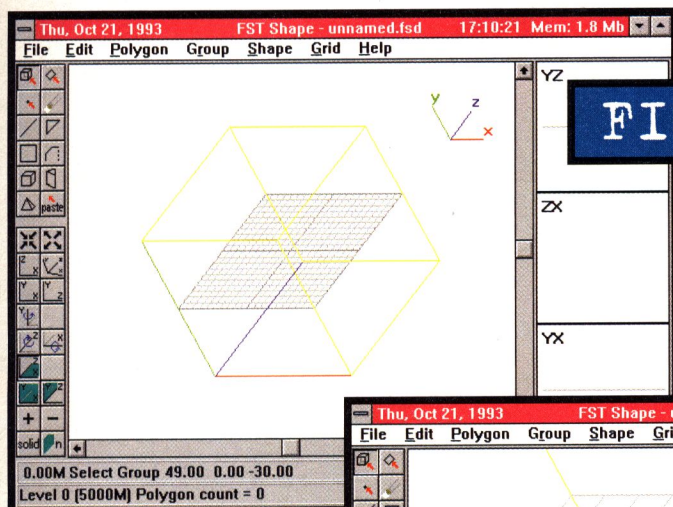 Thu, Oct 21, 1993 FST Shape - unnamed.fsd 17:10:21 Mem: 1.8 Mb
File Edit Polygon Group Shape Grid Help
YZ
FI
y z
x
paste
ZX
Z X
Y X Y Z
Y
Z X
YX
+ -
solid n
0.00M Select Group 49.00 0.00 -30.00
Level 0 (5000M) Polygon count = 0
Thu, Oct 21, 1993 FST Shape - u
File Edit Polygon Group Shape Gri